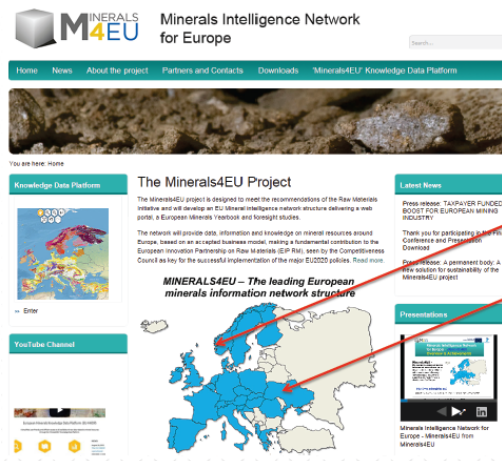 MINERALS
M4EU
Minerals Intelligence Network
for Europe
Search...
Home News About the project Partners and Contacts Downloads 'Minerals4EU' Knowledge Data Platform
You are here: Home
Knowledge Data Platform
Enter
YouTube Channel
The Minerals4EU Project
The Minerals4EU project is designed to meet the recommendations of the Raw Materials
Initiative and will develop an EU Mineral intelligence network structure delivering a web
portal, a European Minerals Yearbook and foresight studies.
The network will provide data, information and knowledge on mineral resources around
Europe, based on an accepted business model, making a fundamental contribution to the
European Innovation Partnership on Raw Materials (EIP RM), seen by the Competitiveness
Council as key for the successful implementation of the major EU2020 policies. Read more
MINERALS4EU – The leading European
minerals information network structure
Latest News
Press release: TAXPAYER FUNDED
BOOST FOR EUROPEAN MINING
INDUSTRY
Thank you for participating in the
Conference and Presentation
Download
Press release: A permanent body: A
new solution for sustainability of the
Minerals4EU project
Presentations
Minerals Intelligence Network for
Europe - Minerals4EU from
Minerals4EU